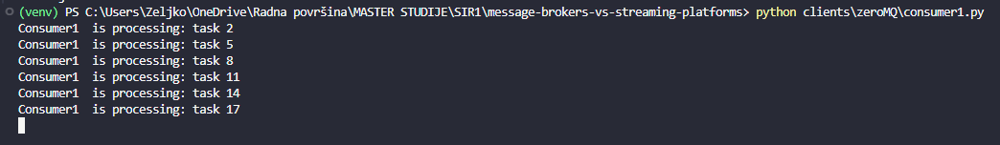 (venv) PS C:\Users\Zeljko\OneDrive\Radna površina\MASTER STUDIJE\SIR1\message-brokers-vs-streaming-platforms> python clients\zeroMQ\consumer1.py
Consumer1  is processing: task 2
Consumer1  is processing: task 5
Consumer1  is processing: task 8
Consumer1  is processing: task 11
Consumer1  is processing: task 14
Consumer1  is processing: task 17